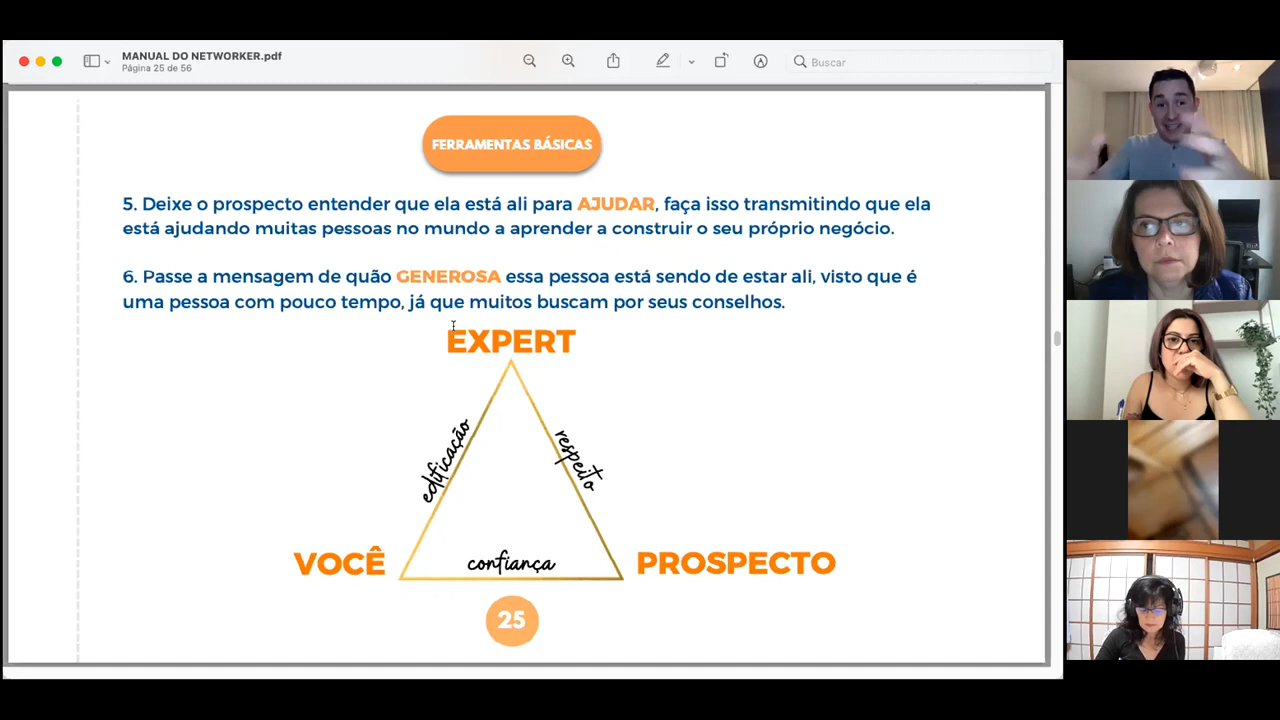 MANUAL DO NETWORKER.pdf
Página 25 de 56
Buscar
FERRAMENTAS BÁSICAS
5. Deixe o prospecto entender que ela está ali para AJUDAR, faça isso transmitindo que ela
está ajudando muitas pessoas no mundo a aprender a construir o seu próprio negócio.
6. Passe a mensagem de quão GENEROSA essa pessoa está sendo de estar ali, visto que é
uma pessoa com pouco tempo, já que muitos buscam por seus conselhos.
EXPERT
edificação
respeito
VOCÊ
confiança
PROSPECTO
25